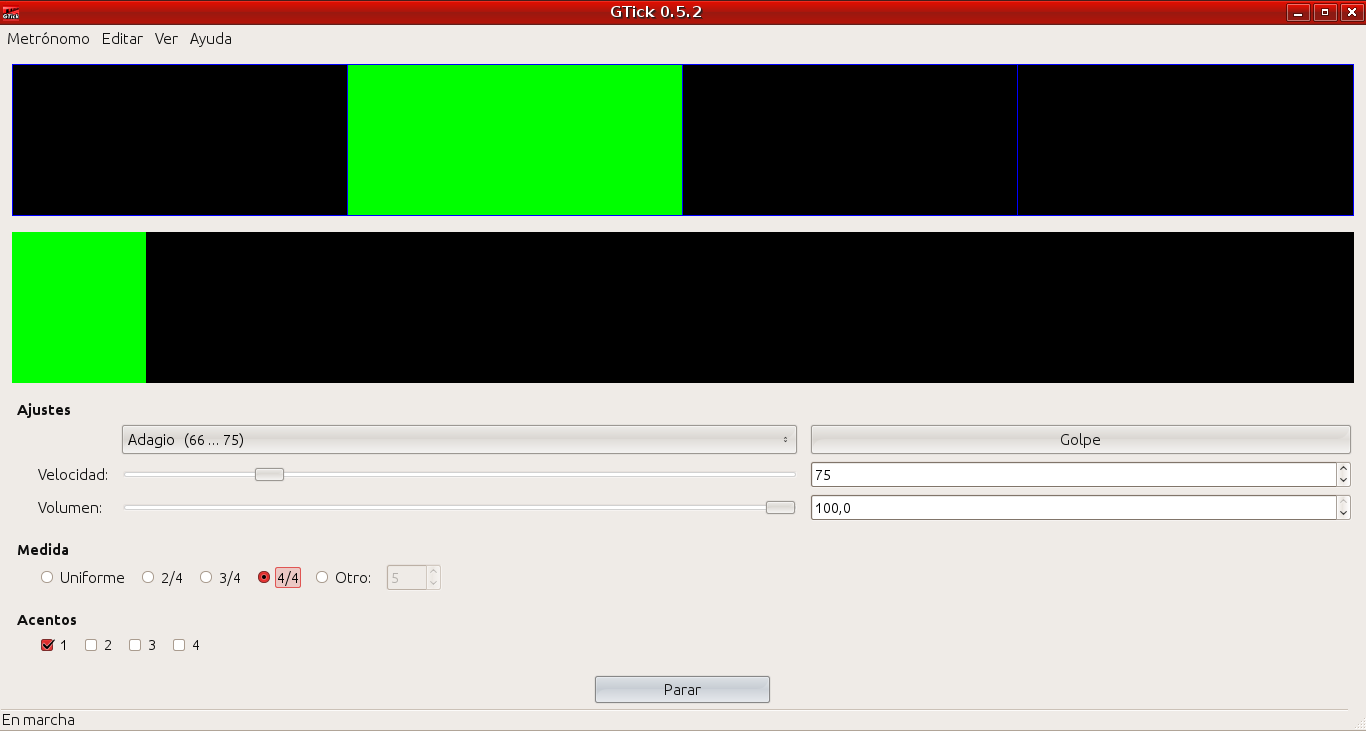 GTick 0.5.2
Metrónomo Editar Ver Ayuda
Ajustes
Adagio (66 ... 75) Golpe
Velocidad: 75
Volumen: 100,0
Medida
Uniforme 2/4 3/4 4/4 Otro: 5
Acentos
1 2 3 4
Parar
En marcha